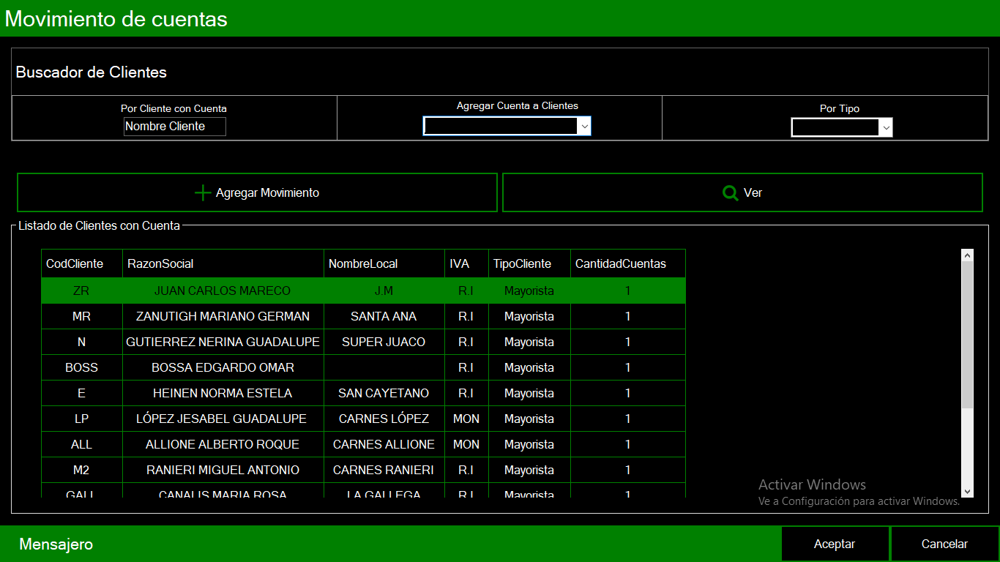 Movimiento de cuentas
Buscador de Clientes
Por Cliente con Cuenta
Agregar Cuenta a Clientes
Por Tipo
Nombre Cliente
Agregar Movimiento
Ver
Listado de Clientes con Cuenta
CodCliente RazonSocial NombreLocal IVA TipoCliente CantidadCuentas
ZR JUAN CARLOS MARECO J.M R.I Mayorista 1
MR ZANUTIGH MARIANO GERMAN SANTA ANA R.I Mayorista 1
N GUTIERREZ NERINA GUADALUPE SUPER JUACO R.I Mayorista 1
BOSS BOSSA EDGARDO OMAR R.I Mayorista 1
E HEINEN NORMA ESTELA SAN CAYETANO R.I Mayorista 1
LP LÓPEZ JESABEL GUADALUPE CARNES LÓPEZ MON Mayorista 1
ALL ALLIONE ALBERTO ROQUE CARNES ALLIONE MON Mayorista 1
M2 RANIERI MIGUEL ANTONIO CARNES RANIERI R.I Mayorista 1
GALL CANALIS MARIA ROSA LA GALLEGA R.I Mayorista 1
Activar Windows
Ve a Configuración para activar Windows.
Mensajero
Aceptar
Cancelar